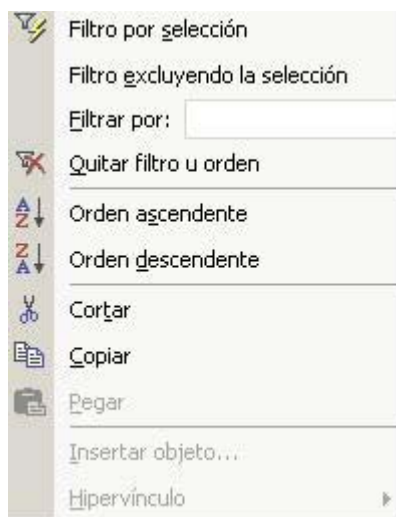 Filtro por selección
Filtro excluyendo la selección
Filtrar por:
Quitar filtro u orden
Orden ascendente
Orden descendente
Cortar
Copiar
Pegar
Insertar objeto...
Hipervínculo